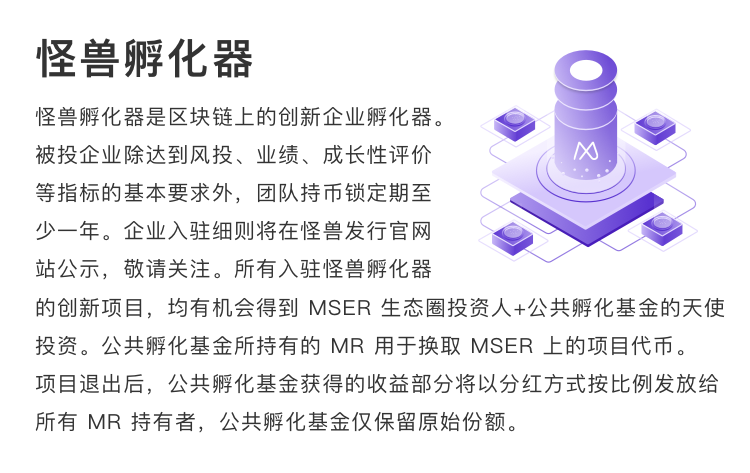 怪兽孵化器
怪兽孵化器是区块链上的创新企业孵化器。
被投企业除达到风投、业绩、成长性评价
等指标的基本要求外，团队持币锁定期至
少一年。企业入驻细则将在怪兽发行官网
站公示，敬请关注。所有入驻怪兽孵化器
的创新项目，均有机会得到 MSER 生态圈投资人+公共孵化基金的天使
投资。公共孵化基金所持有的 MR 用于换取 MSER 上的项目代币。
项目退出后，公共孵化基金获得的收益部分将以分红方式按比例发放给
所有 MR 持有者，公共孵化基金仅保留原始份额。